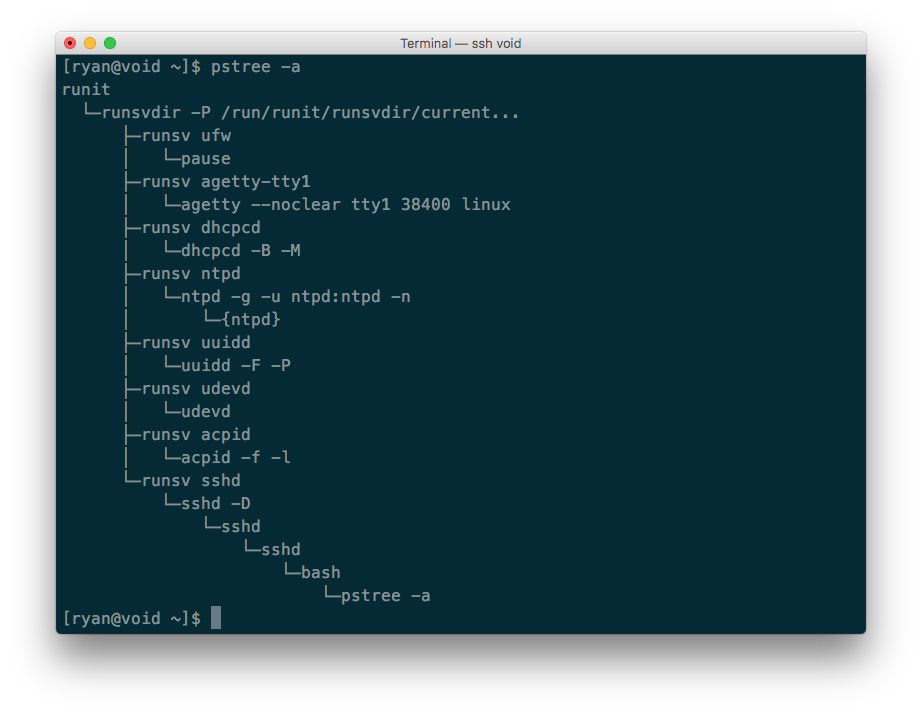 Terminal — ssh void
[ryan@void ~]$ pstree -a
runit
  └─runsvdir -P /run/runit/runsvdir/current...
      ├─runsv ufw
      │   └─pause
      ├─runsv agetty-tty1
      │   └─agetty --noclear tty1 38400 linux
      ├─runsv dhcpcd
      │   └─dhcpcd -B -M
      ├─runsv ntpd
      │   └─ntpd -g -u ntpd:ntpd -n
      │       └─{ntpd}
      ├─runsv uuidd
      │   └─uuidd -F -P
      ├─runsv udevd
      │   └─udevd
      ├─runsv acpid
      │   └─acpid -f -l
      └─runsv sshd
          └─sshd -D
              └─sshd
                  └─sshd
                      └─bash
                          └─pstree -a
[ryan@void ~]$